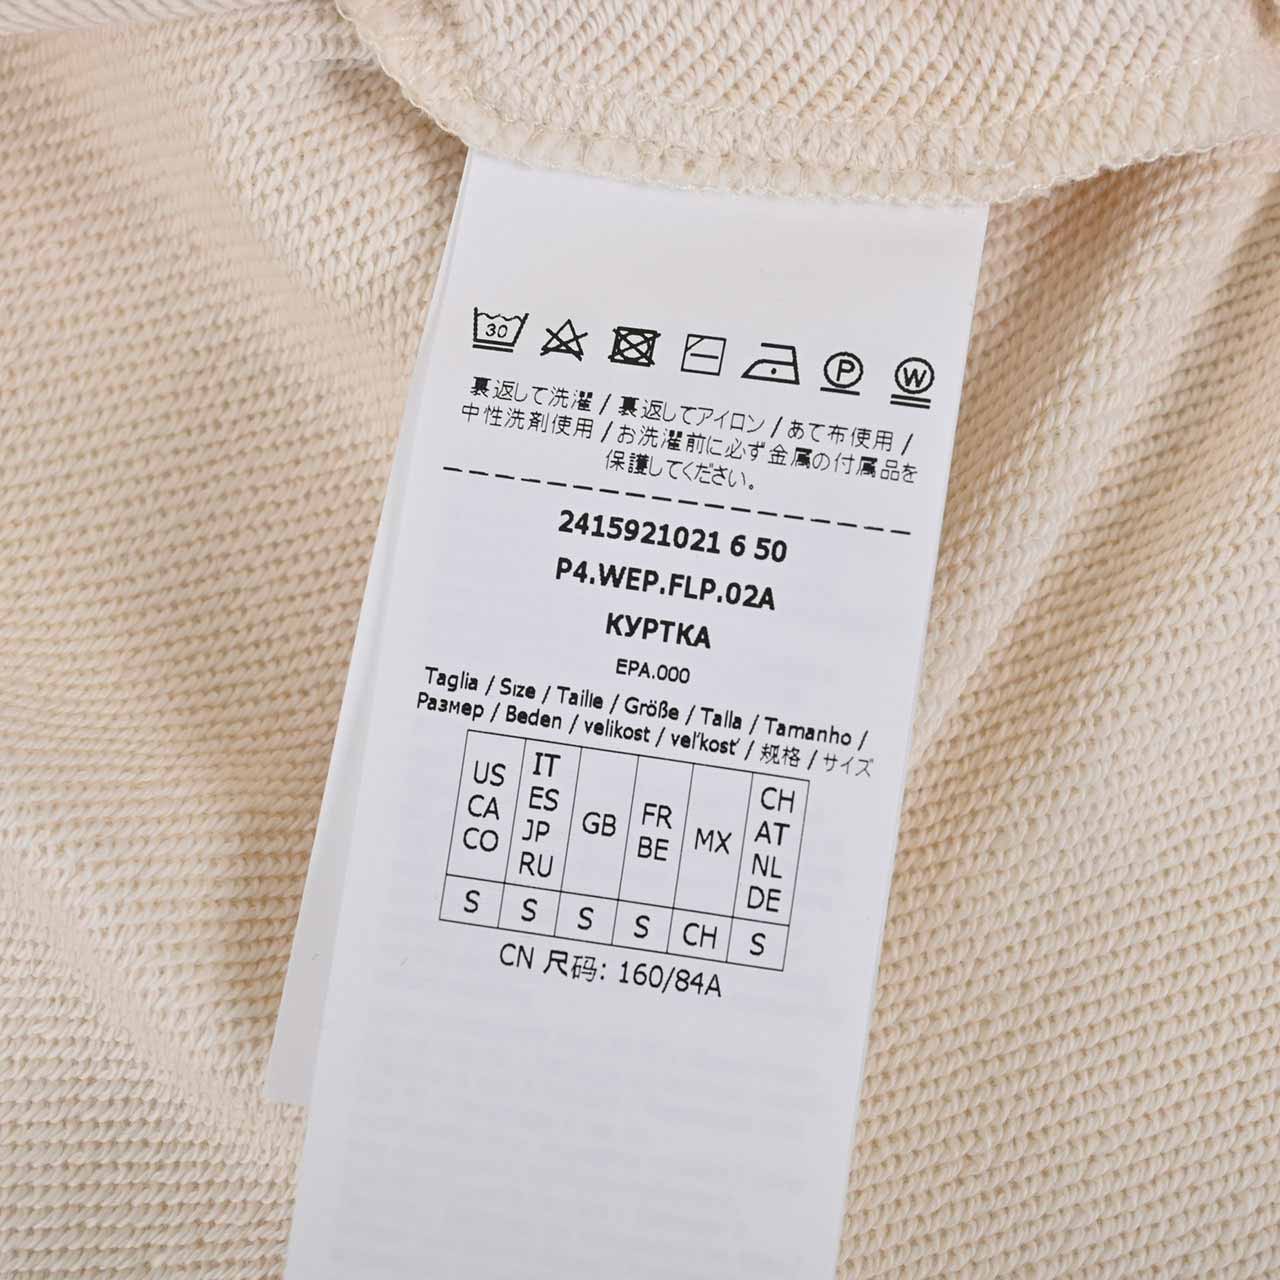 30
P
W
裏返して洗濯 / 裏返してアイロン / あて布使用 /
中性洗剤使用 / お洗濯前に必ず金属の付属品を
保護してください。
2415921021 6 50
P4.WEP.FLP.02A
КУРТКА
EPA.000
Taglia / Size / Taille / Größe / Talla / Tamanho /
Размер / Beden / velikost / veľkosť / 规格 / サイズ
US CA CO
IT ES JP RU
GB
FR BE
MX
CH AT NL DE
S S S S CH S
CN 尺码: 160/84A